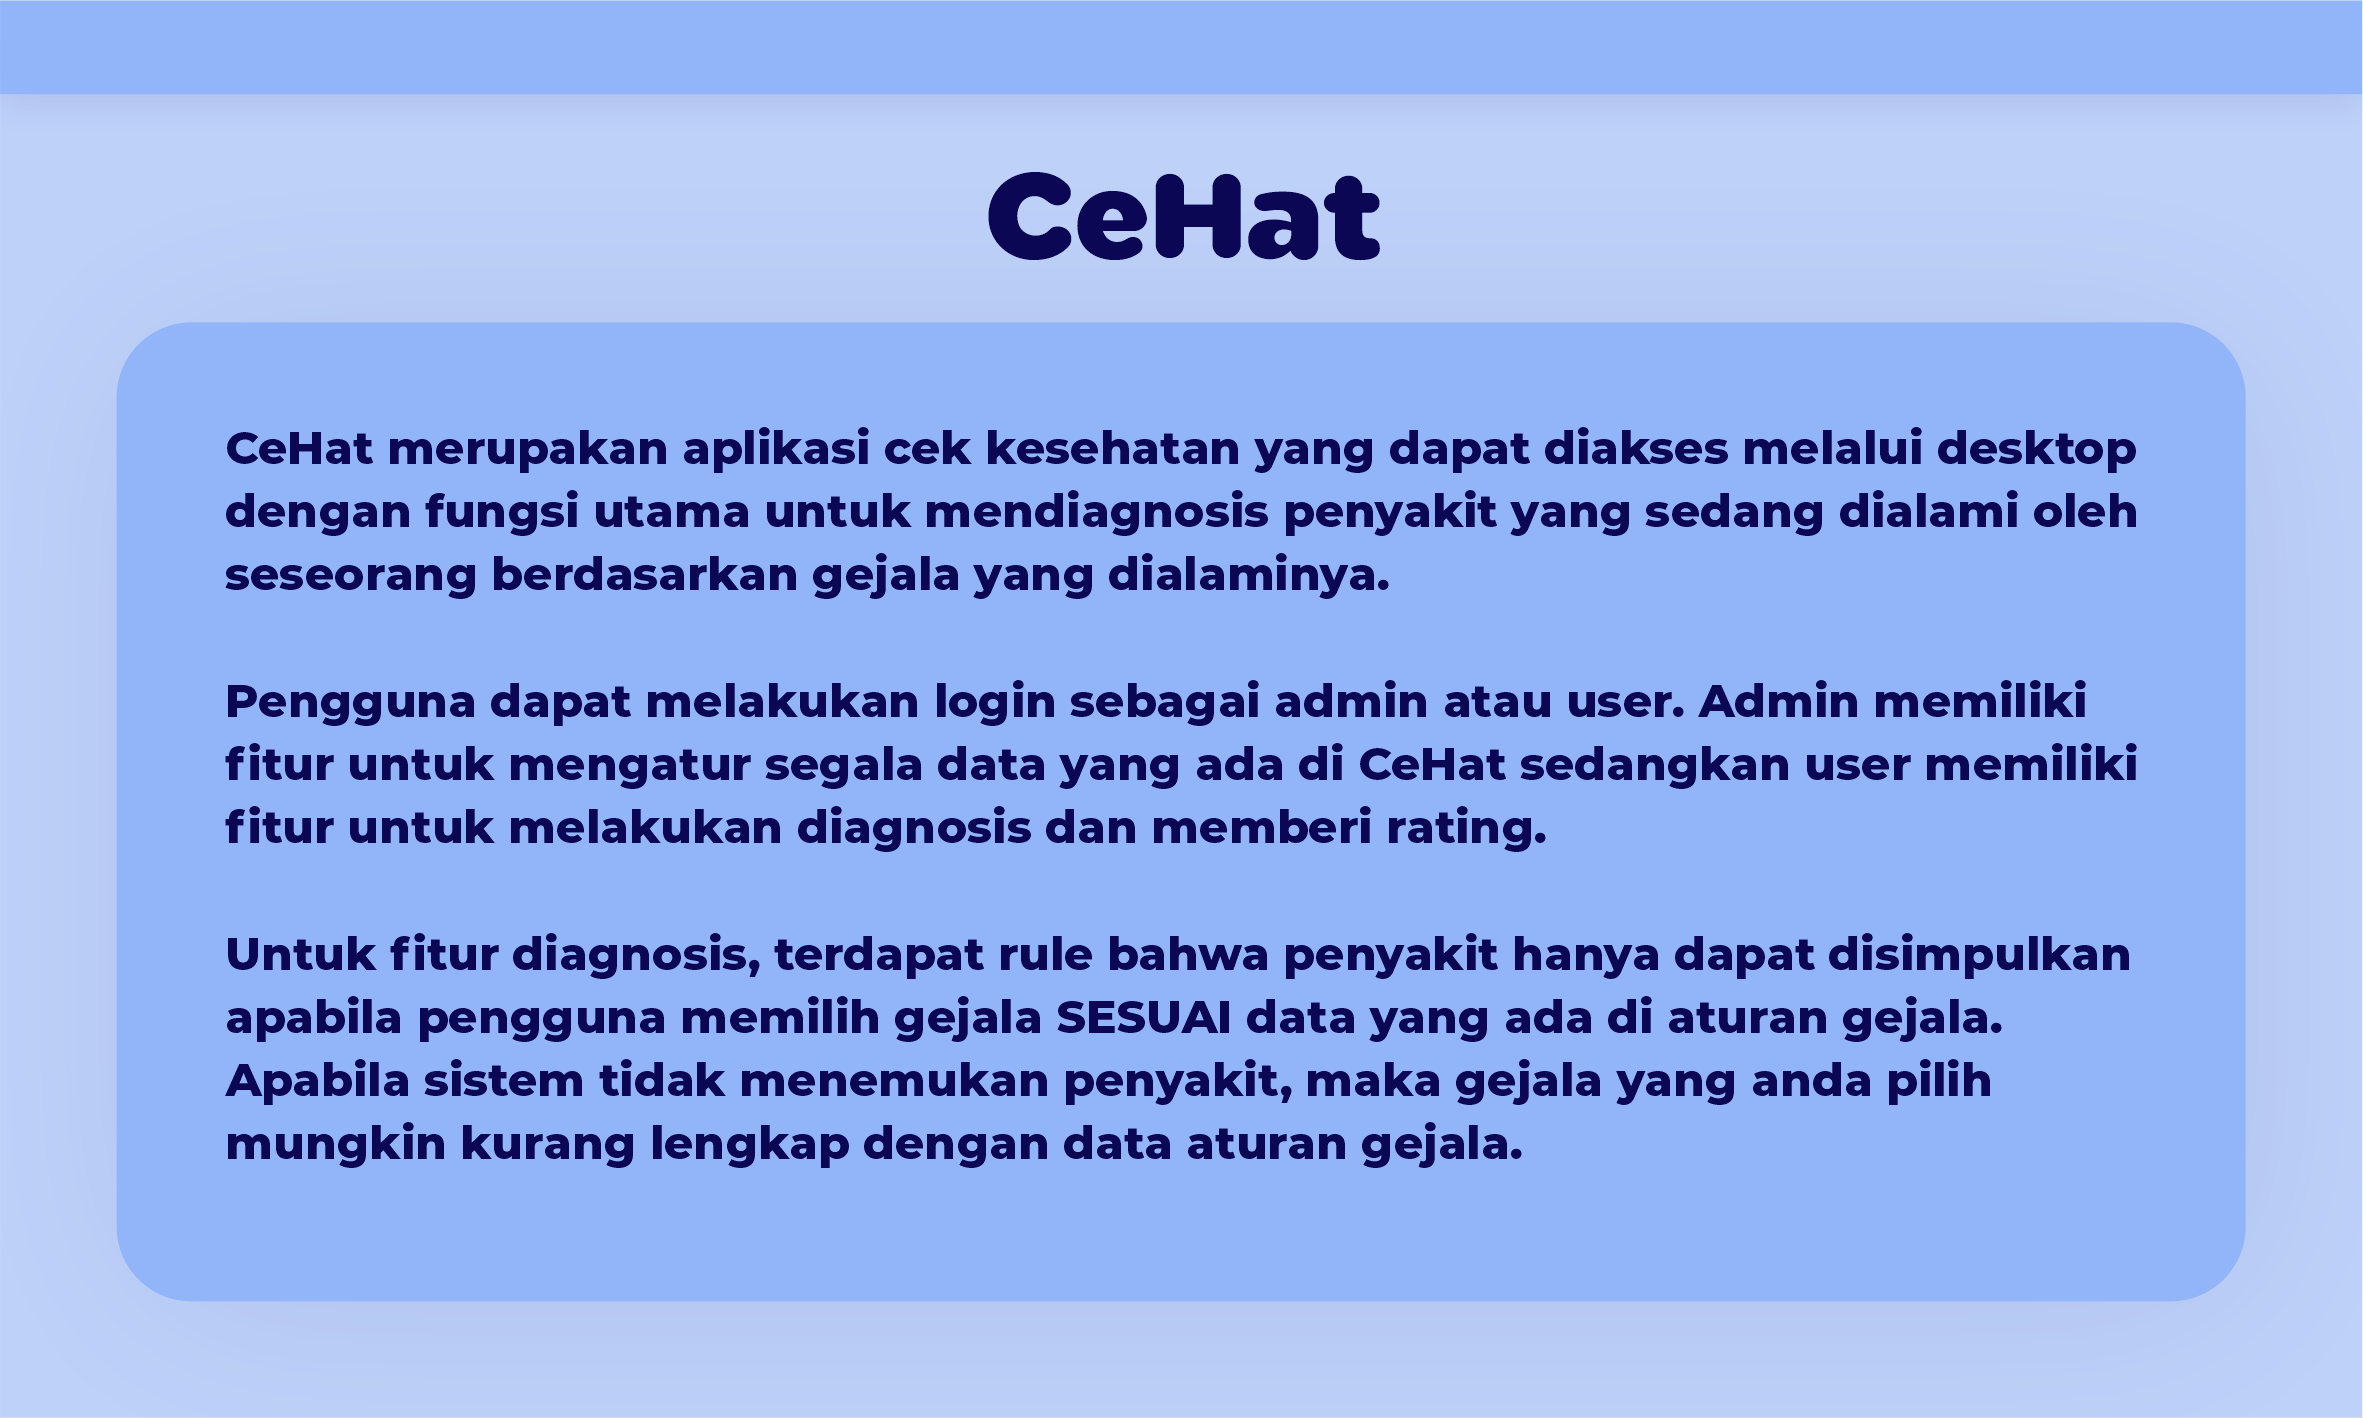 CeHat
CeHat merupakan aplikasi cek kesehatan yang dapat diakses melalui desktop
dengan fungsi utama untuk mendiagnosis penyakit yang sedang dialami oleh
seseorang berdasarkan gejala yang dialaminya.
Pengguna dapat melakukan login sebagai admin atau user. Admin memiliki
fitur untuk mengatur segala data yang ada di CeHat sedangkan user memiliki
fitur untuk melakukan diagnosis dan memberi rating.
Untuk fitur diagnosis, terdapat rule bahwa penyakit hanya dapat disimpulkan
apabila pengguna memilih gejala SESUAI data yang ada di aturan gejala.
Apabila sistem tidak menemukan penyakit, maka gejala yang anda pilih
mungkin kurang lengkap dengan data aturan gejala.